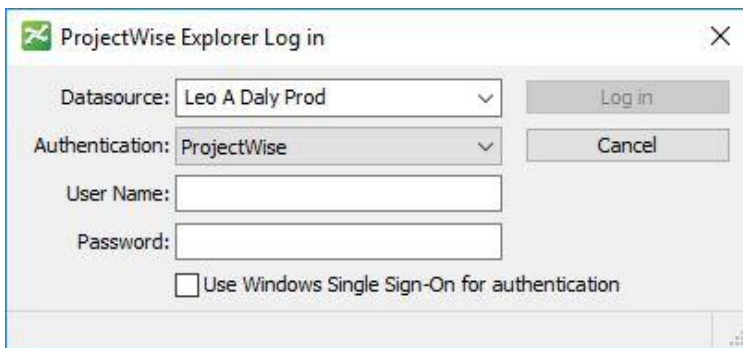 ProjectWise Explorer Log in
Datasource: Leo A Daly Prod Log in
Authentication: ProjectWise Cancel
User Name:
Password:
Use Windows Single Sign-On for authentication